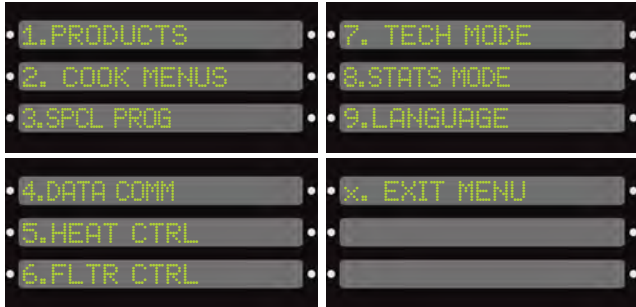 1.PRODUCTS
2. COOK MENUS
3.SPCL PROG
4.DATA COMM
5.HEAT CTRL
6.FLTR CTRL
7. TECH MODE
8.STATS MODE
9.LANGUAGE
x. EXIT MENU